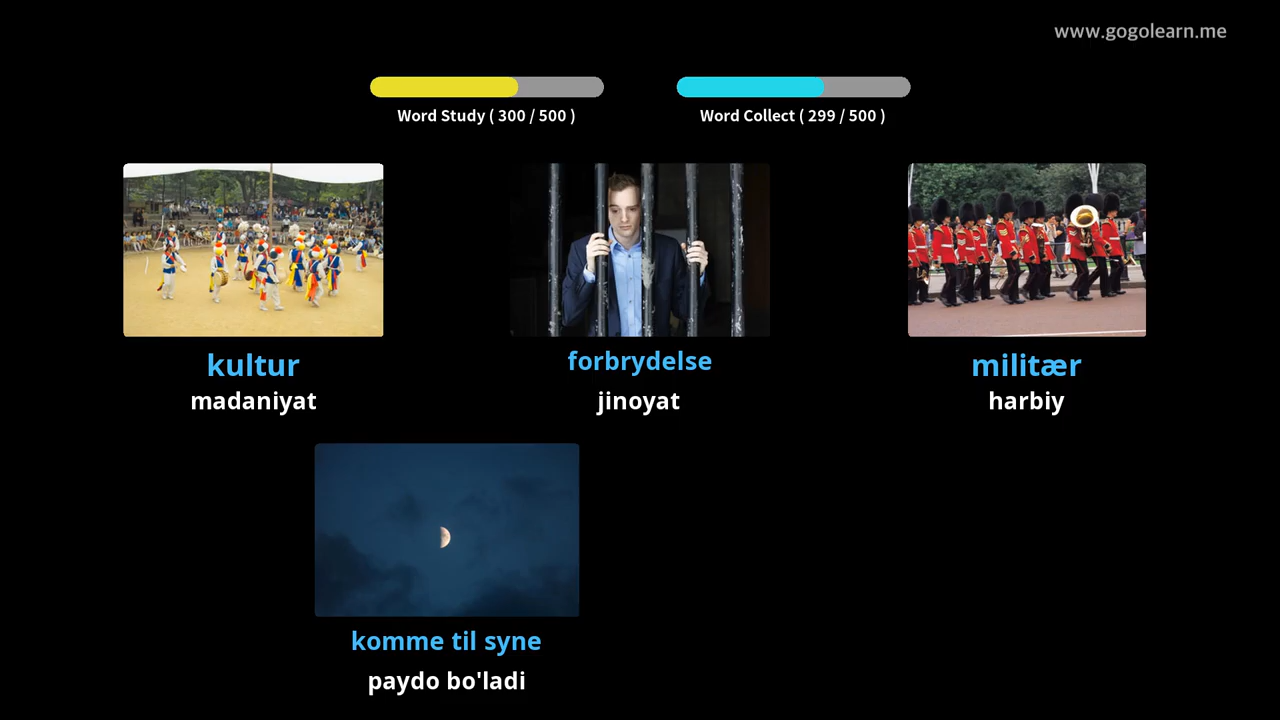 www.gogolearn.me
Word Study ( 300 / 500 )
Word Collect ( 299 / 500 )
kultur
madaniyat
forbrydelse
jinoyat
militær
harbiy
komme til syne
paydo bo'ladi